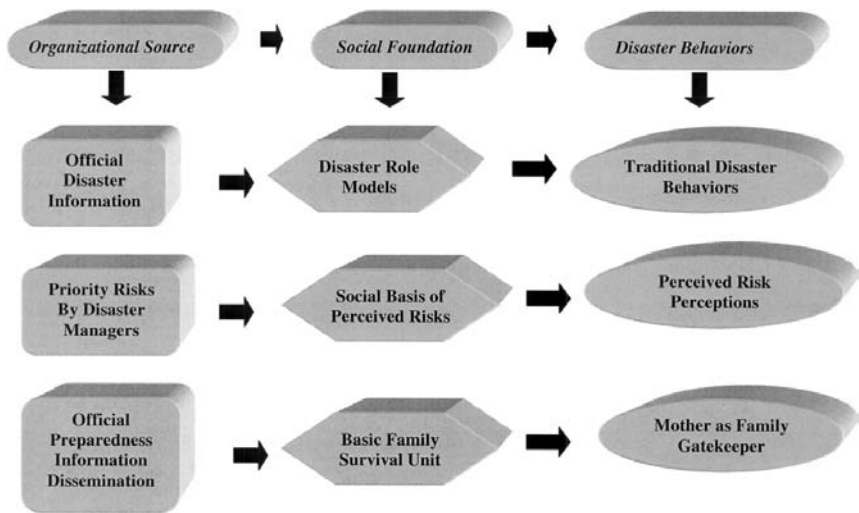 Organizational Source
Social Foundation
Disaster Behaviors
Official
Disaster
Information
Disaster Role
Models
Traditional Disaster
Behaviors
Priority Risks
By Disaster
Managers
Social Basis of
Perceived Risks
Perceived Risk
Perceptions
Official
Preparedness
Information
Dissemination
Basic Family
Survival Unit
Mother as Family
Gatekeeper